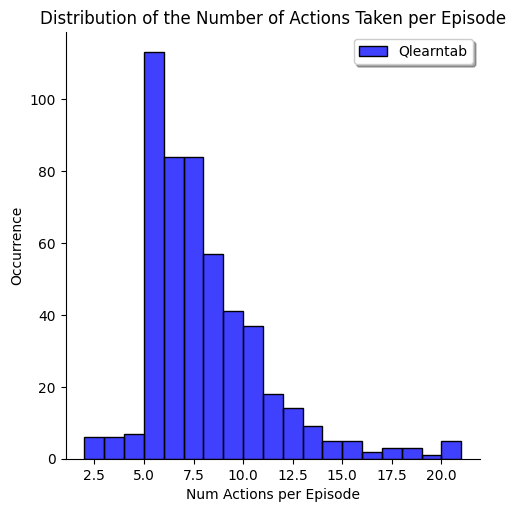 Distribution of the Number of Actions Taken per Episode
Qlearntab
100
80
60
40
20
0
Occurrence
2.5 5.0 7.5 10.0 12.5 15.0 17.5 20.0
Num Actions per Episode